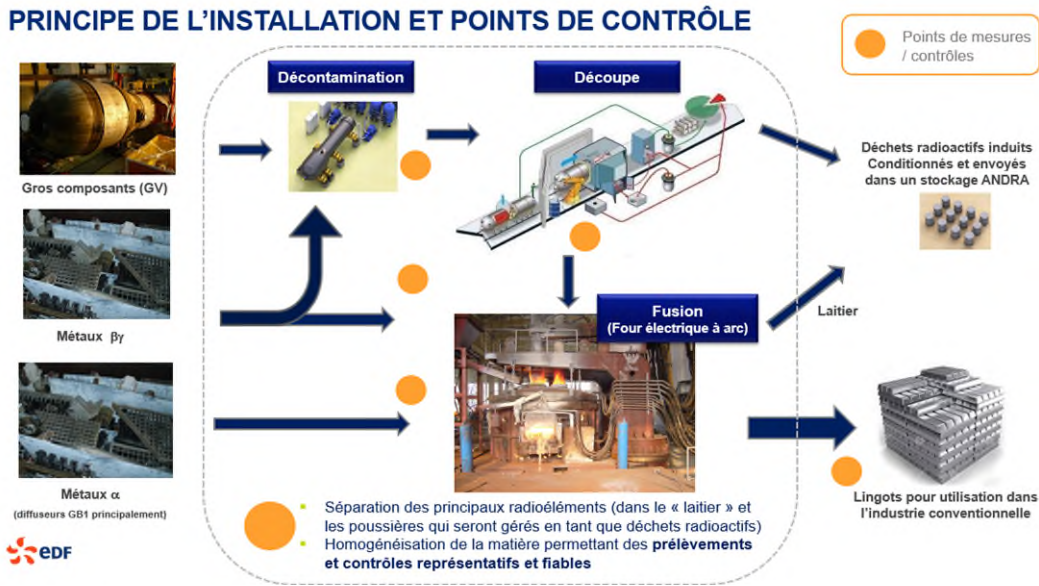 PRINCIPE DE L'INSTALLATION ET POINTS DE CONTRÔLE
Points de mesures
/ contrôles
Décontamination
Découpe
Gros composants (GV)
Déchets radioactifs induits
Conditionnés et envoyés
dans un stockage ANDRA
Métaux βγ
Fusion
(Four électrique à arc)
Laitier
Métaux α
(diffuseurs GB1 principalement)
Lingots pour utilisation dans
l'industrie conventionnelle
▪ Séparation des principaux radioéléments (dans le « laitier » et
les poussières qui seront gérés en tant que déchets radioactifs)
▪ Homogénéisation de la matière permettant des prélèvements
et contrôles représentatifs et fiables
eDF